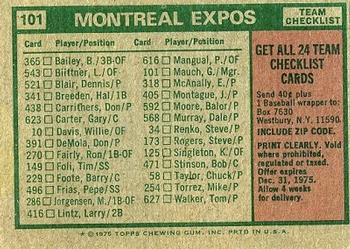 101
MONTREAL EXPOS
TEAM CHECKLIST
Card Player/Position
365 Bailey, B./3B-OF
543 Biittner, L./OF
521 Blair, Dennis/P
341 Breeden, Hal/1B
438 Carrithers, Don/P
623 Carter, Gary/C
10 Davis, Willie/OF
391 DeMola, Don/P
270 Fairly, Ron/1B-OF
149 Foli, Tim/SS
229 Foote, Barry/C
496 Frias, Pepe/SS
286 Jorgensen, M./1B-OF
416 Lintz, Larry/2B
Card Player/Position
616 Mangual, P./OF
101 Mauch, G./Mgr.
318 McAnally, E./P
405 Montague, J./P
592 Moore, Balor/P
568 Murray, Dale/P
34 Renko, Steve/P
173 Rogers, Steve/P
125 Singleton, K./OF
471 Stinson, Bob/C
58 Taylor, Chuck/P
254 Torrez, Mike/P
627 Walker, Tom/P
GET ALL 24 TEAM
CHECKLIST
CARDS
Send 40¢ plus
1 Baseball wrapper to:
Box 7630
Westbury, N.Y. 11590
INCLUDE ZIP CODE.
PRINT CLEARLY. Void
where prohibited,
regulated or taxed.
Offer expires
Dec. 31, 1975
Allow 4 weeks
for delivery.
* © 1975 TOPPS CHEWING GUM, INC. PRTD IN U.S.A.